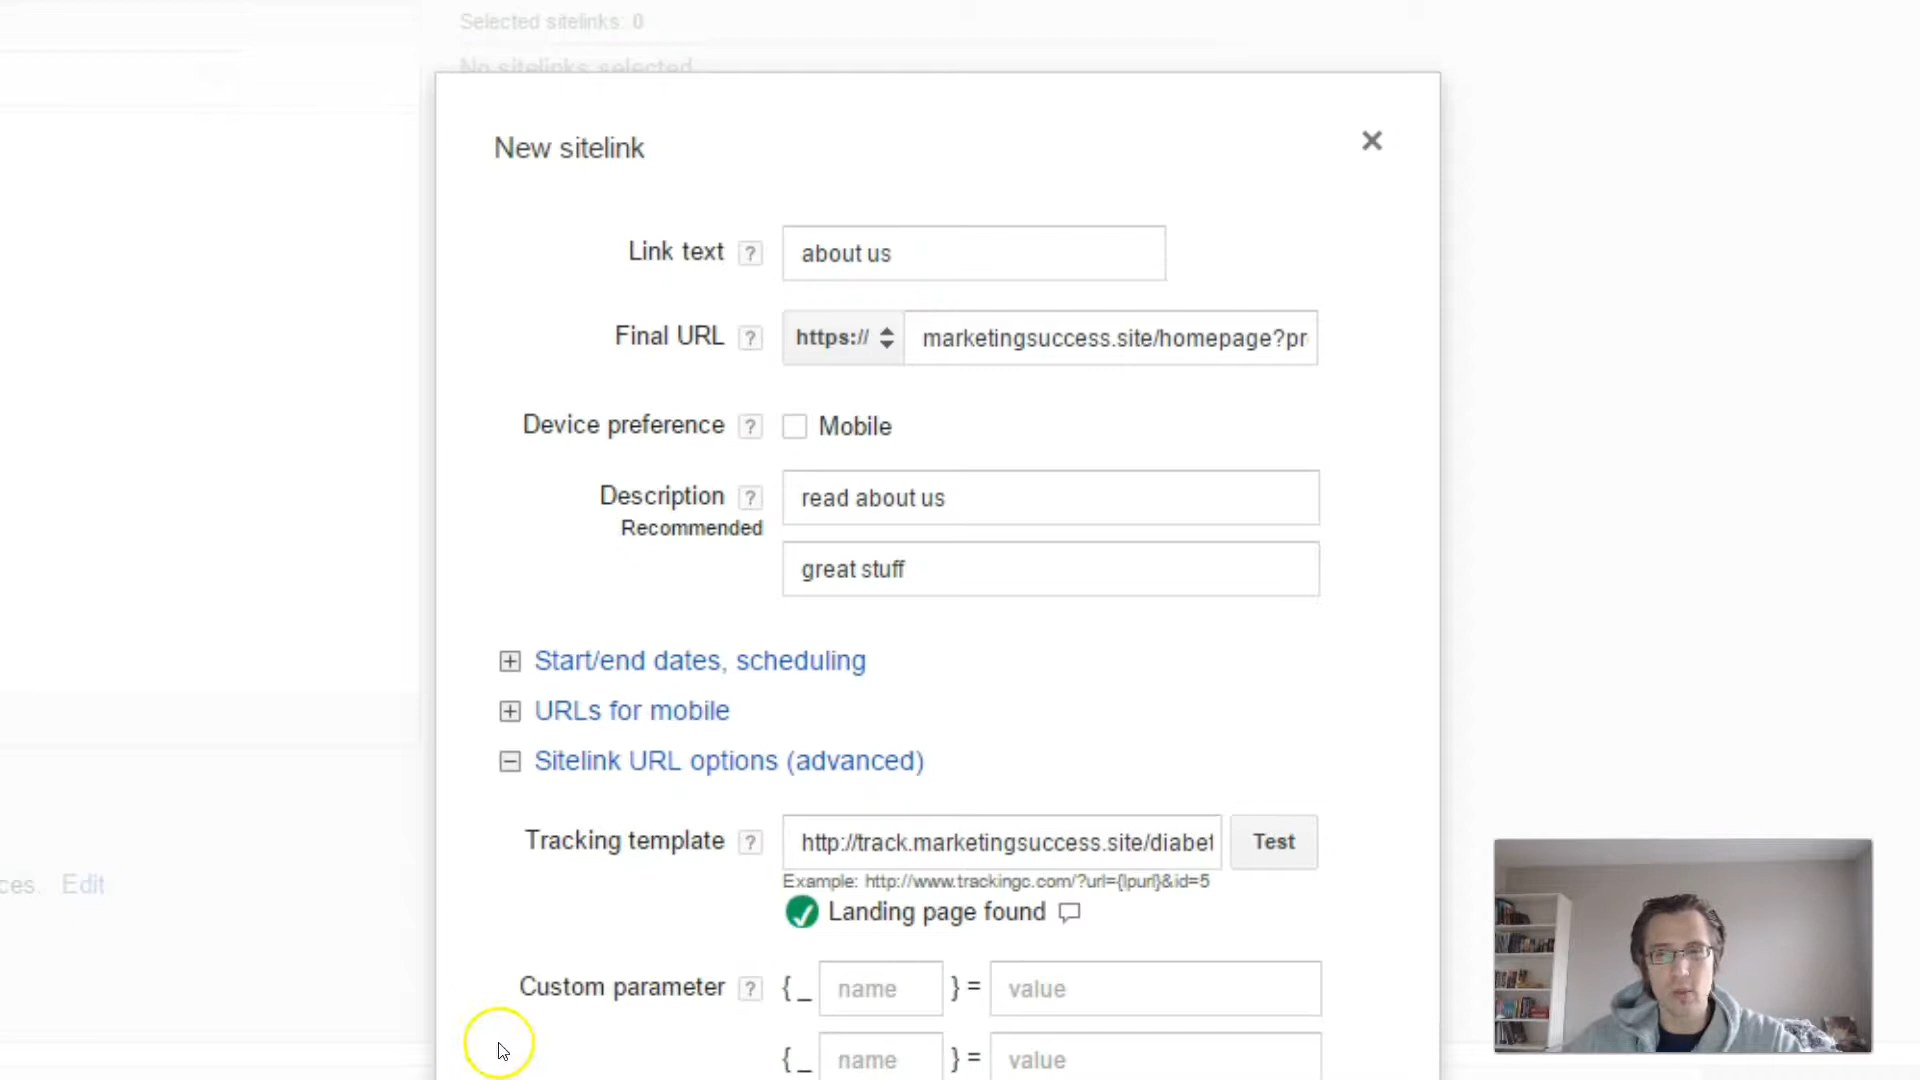 Selected sitelinks: 0
No sitelinks selected
New sitelink
Link text ? about us
Final URL ? https:// marketingsuccess.site/homepage?pr
Device preference ? Mobile
Description ? read about us
Recommended
great stuff
Start/end dates, scheduling
URLs for mobile
Sitelink URL options (advanced)
Tracking template ? http://track.marketingsuccess.site/diabet Test
Example: http://www.trackingc.com/?url={lpurl}&id=5
ces. Edit
Landing page found
Custom parameter ? {_ name } = value
{_ name } = value